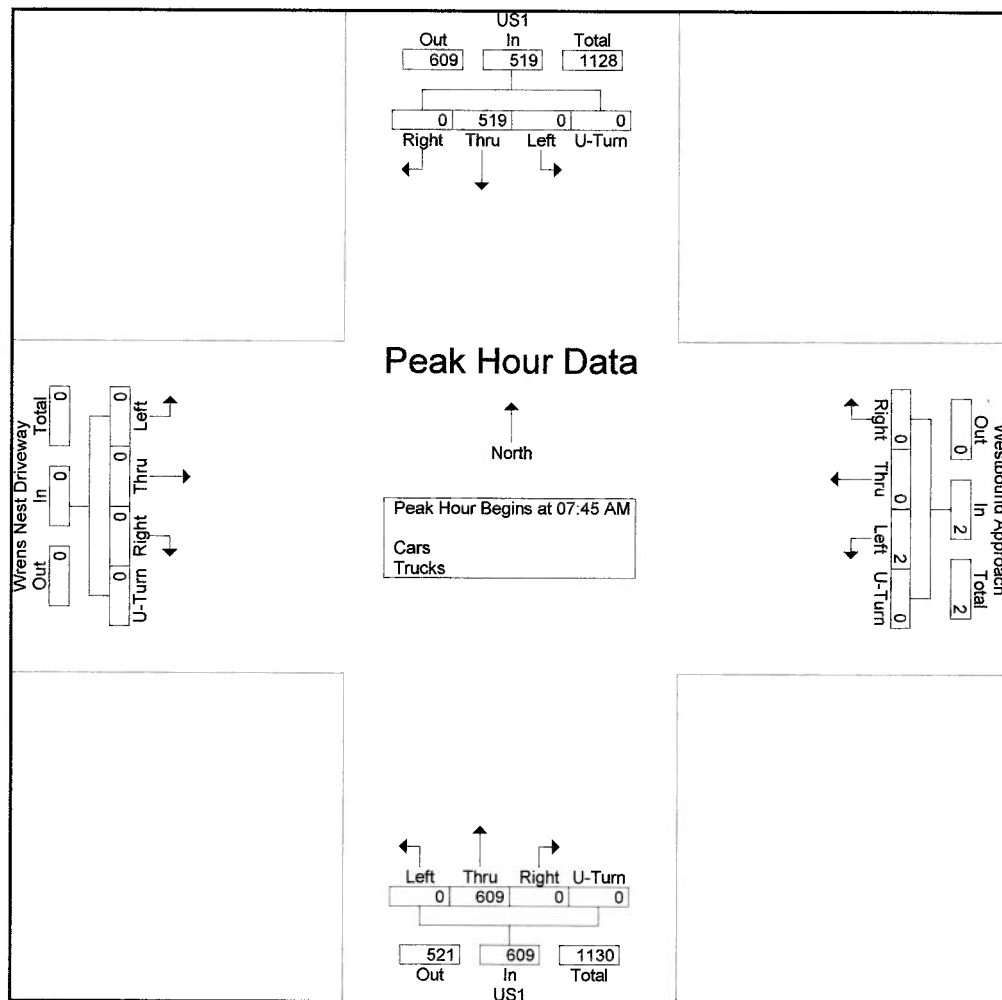 US1
Out In Total
609 519 1128
0 519 0 0
Right Thru Left U-Turn
Peak Hour Data
North
Peak Hour Begins at 07:45 AM
Cars
Trucks
Wrens Nest Driveway
Out In Total
0 0 0
0 0 0 0
U-Turn Right Thru Left
Westbound Approach
Out In Total
0 2 2
0 0 2 0
Right Thru Left U-Turn
Left Thru Right U-Turn
0 609 0 0
521 609 1130
Out In Total
US1